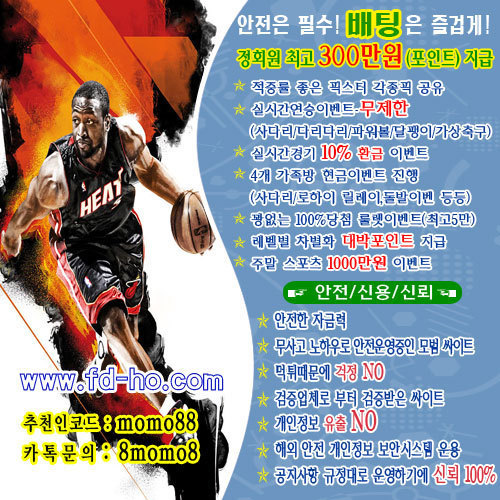 안전은 필수! 배팅은 즐겁게!
정회원 최고 300만원 (포인트) 지급
적중률 좋은 픽스터 각종픽 공유
실시간연승이벤트-무제한
(사다리/다리다리/파워볼/달팽이/가상축구)
실시간경기 10% 환금 이벤트
4개 가족방 현금이벤트 진행
(사다리/로하이 릴레이,돌발이벤 등등)
꽝없는 100%당첨 룰렛이벤트(최고5만)
레벨별 차별화 대박포인트 지급
주말 스포츠 1000만원 이벤트
안전/신용/신뢰
안전한 자금력
무사고 노하우로 안전운영중인 모범 싸이트
먹튀때문에 걱정 NO
검증업체로 부터 검증받은 싸이트
개인정보 유출 NO
해외 안전 개인정보 보안시스템 운용
공지사항 규정대로 운영하기에 신뢰 100%
HEAT
www.fd-ho.com
추천인코드 : momo88
카톡문의 : 8momo8